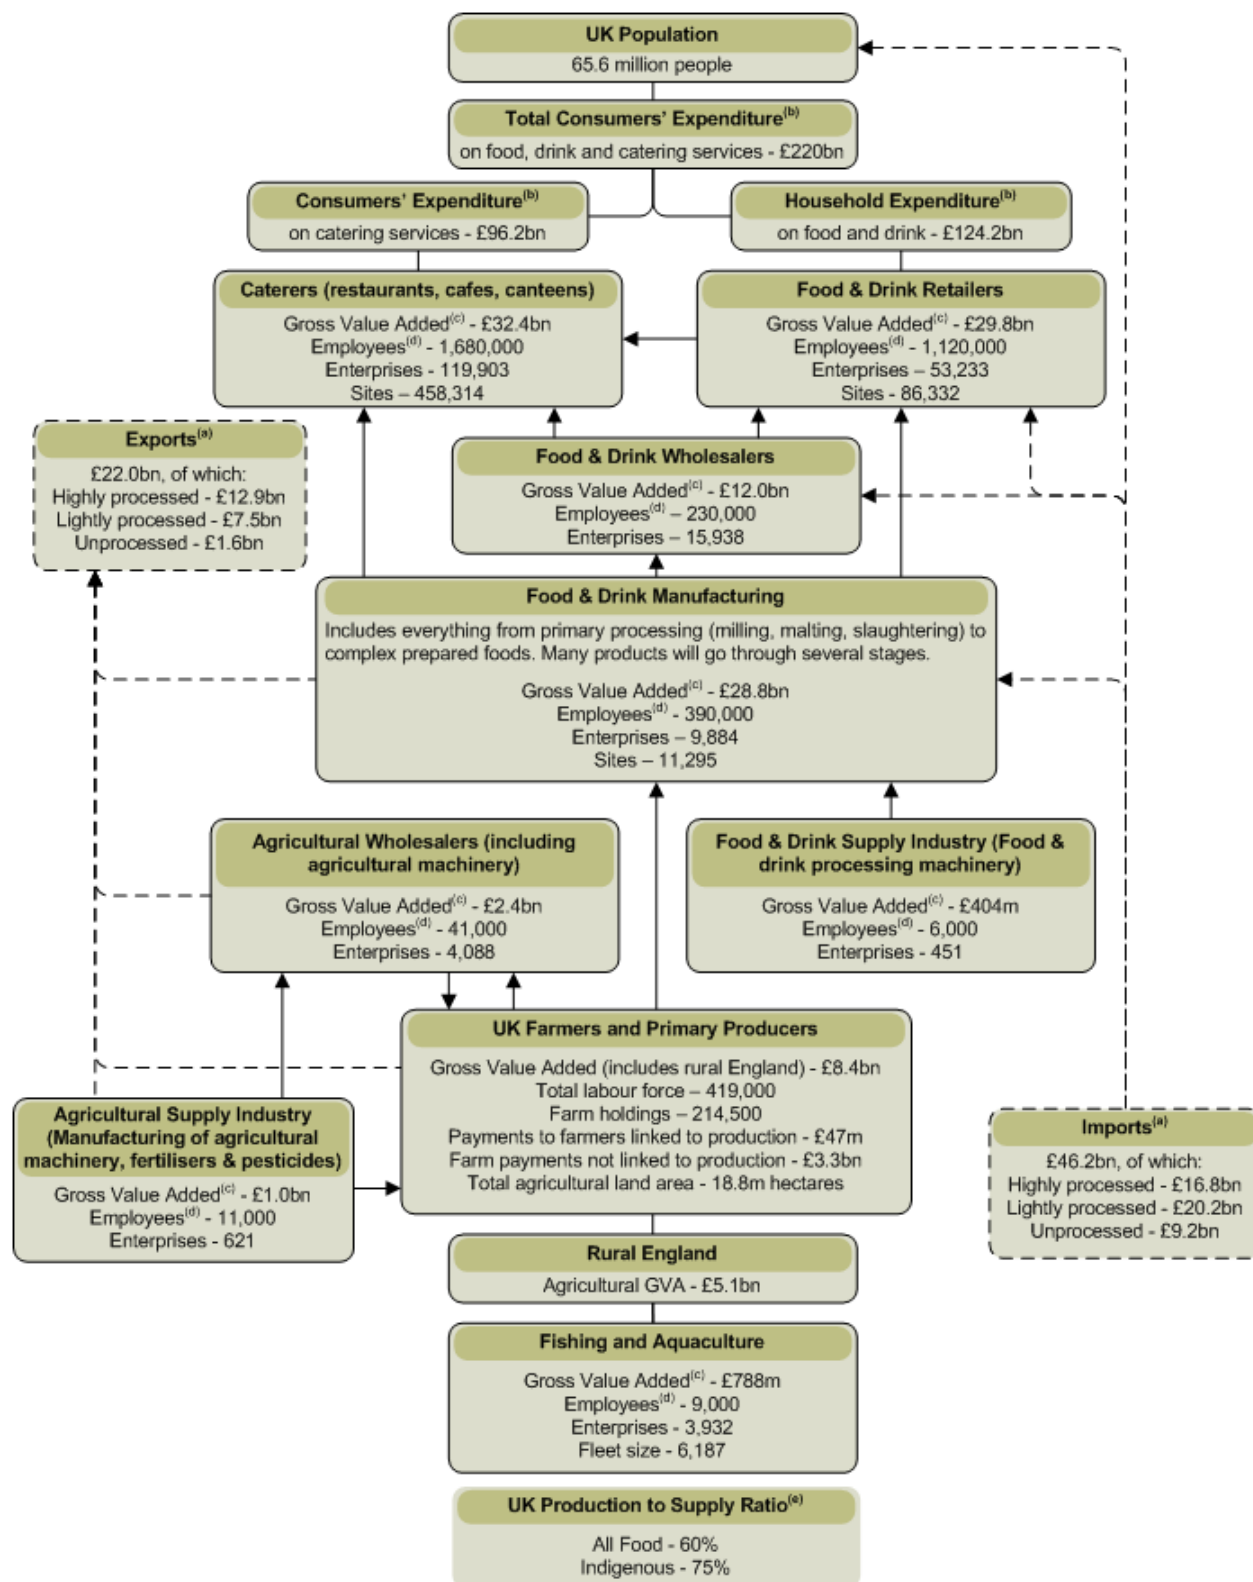 UK Population
65.6 million people
Total Consumers' Expenditure(b)
on food, drink and catering services - £220bn
Consumers' Expenditure(b)
on catering services - £96.2bn
Household Expenditure(b)
on food and drink - £124.2bn
Caterers (restaurants, cafes, canteens)
Gross Value Added(c) - £32.4bn
Employees(d) - 1,680,000
Enterprises - 119,903
Sites – 458,314
Food & Drink Retailers
Gross Value Added(c) - £29.8bn
Employees(d) - 1,120,000
Enterprises – 53,233
Sites - 86,332
Exports(a)
£22.0bn, of which:
Highly processed - £12.9bn
Lightly processed - £7.5bn
Unprocessed - £1.6bn
Food & Drink Wholesalers
Gross Value Added(c) - £12.0bn
Employees(d) – 230,000
Enterprises – 15,938
Food & Drink Manufacturing
Includes everything from primary processing (milling, malting, slaughtering) to
complex prepared foods. Many products will go through several stages.
Gross Value Added(c) - £28.8bn
Employees(d) - 390,000
Enterprises – 9,884
Sites – 11,295
Agricultural Wholesalers (including
agricultural machinery)
Gross Value Added(c) - £2.4bn
Employees(d) - 41,000
Enterprises - 4,088
Food & Drink Supply Industry (Food &
drink processing machinery)
Gross Value Added(c) - £404m
Employees(d) - 6,000
Enterprises - 451
UK Farmers and Primary Producers
Gross Value Added (includes rural England) - £8.4bn
Total labour force – 419,000
Farm holdings – 214,500
Payments to farmers linked to production - £47m
Farm payments not linked to production – £3.3bn
Total agricultural land area - 18.8m hectares
Agricultural Supply Industry
(Manufacturing of agricultural
machinery, fertilisers & pesticides)
Gross Value Added(c) - £1.0bn
Employees(d) - 11,000
Enterprises - 621
Imports(a)
£46.2bn, of which:
Highly processed - £16.8bn
Lightly processed - £20.2bn
Unprocessed - £9.2bn
Rural England
Agricultural GVA - £5.1bn
Fishing and Aquaculture
Gross Value Added(c) - £788m
Employees(d) - 9,000
Enterprises - 3,932
Fleet size - 6,187
UK Production to Supply Ratio(e)
All Food - 60%
Indigenous - 75%